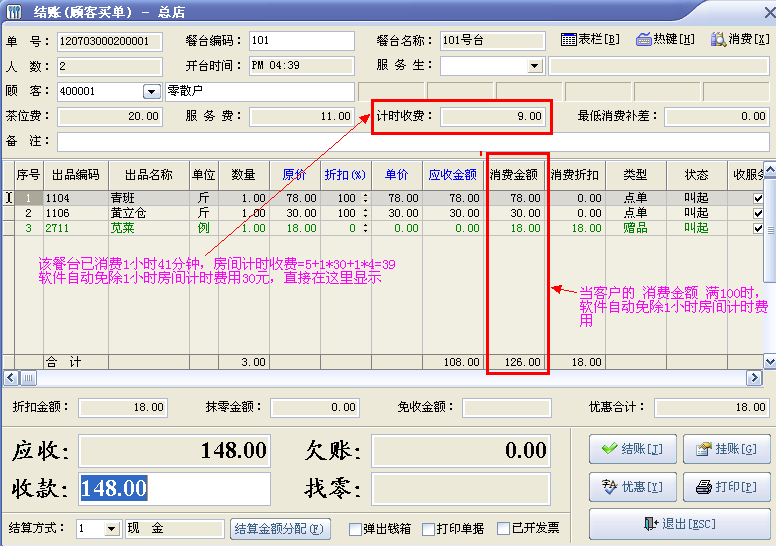 结账(顾客买单) - 总店
单 号: 120703000200001 餐台编码: 101 餐台名称: 101号台 表栏[B] 热键[H] 消费[X]
人 数: 2 开台时间: PM 04:39 服 务 生:
顾 客: 400001 零散户
茶位费: 20.00 服 务 费: 11.00 计时收费: 9.00 最低消费补差: 0.00
备 注:
序号 出品编码 出品名称 单位 数量 原价 折扣(%) 单价 应收金额 消费金额 消费折扣 类型 状态 收服务
1 1104 青班 斤 1.00 78.00 100 78.00 78.00 78.00 0.00 点单 叫起
2 1106 黄立仓 斤 1.00 30.00 100 30.00 30.00 30.00 0.00 点单 叫起
3 2711 苋菜 例 1.00 18.00 0 0.00 0.00 18.00 18.00 赠品 叫起
该餐台已消费1小时41分钟, 房间计时收费=5+1*30+1*4=39
软件自动免除1小时房间计时费用30元, 直接在这里显示
当客户的 消费金额 满100时,
软件自动免除1小时房间计时费
用
合 计 3.00 108.00 126.00 18.00
折扣金额: 18.00 抹零金额: 0.00 免收金额: 优惠合计: 18.00
应收: 148.00 欠账: 0.00 结账[J] 挂账[G]
收款: 148.00 找零: 优惠[Y] 打印[P]
结算方式: 1 现 金 结算金额分配(F) 弹出钱箱 打印单据 已开发票 退出[ESC]